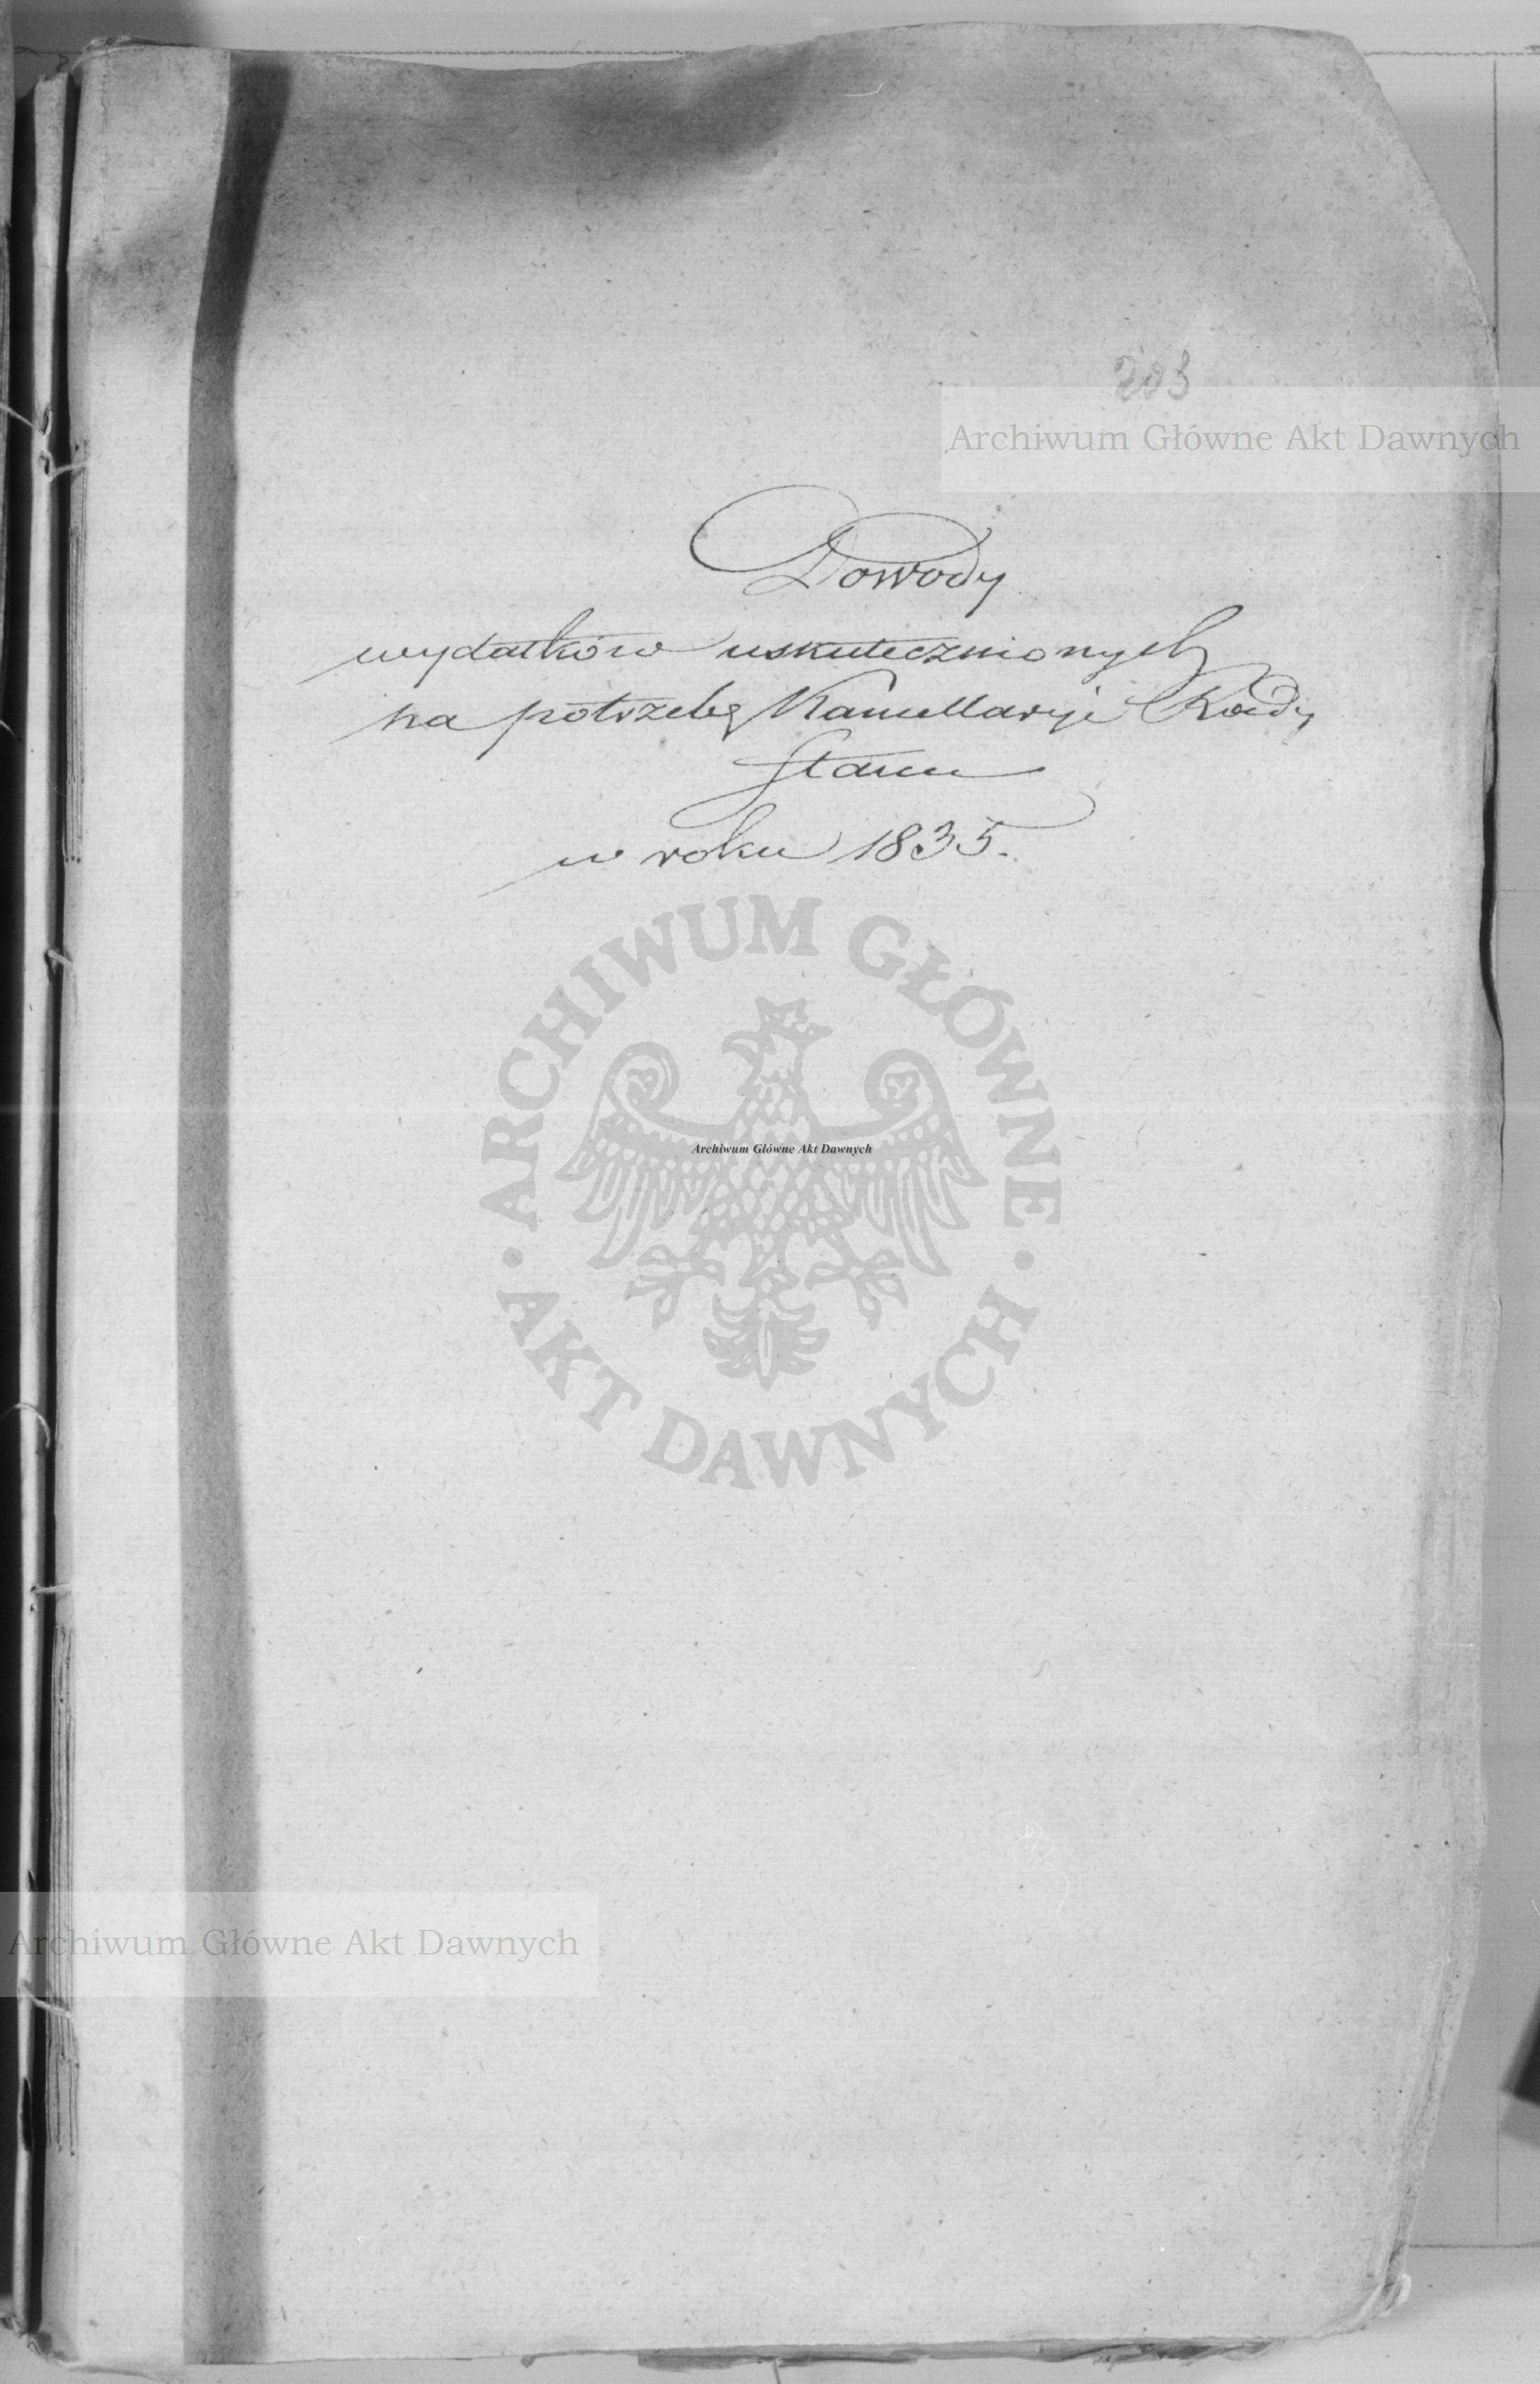 203
Archiwum Główne Akt Dawnych
Dowody
wydatków uskutecznionych
na potrzebę Kancellaryi Rady
Stanu
w roku 1835.
ARCHIWUM GŁÓWNE
Archiwum Główne Akt Dawnych
AKT DAWNYCH
Archiwum Główne Akt Dawnych